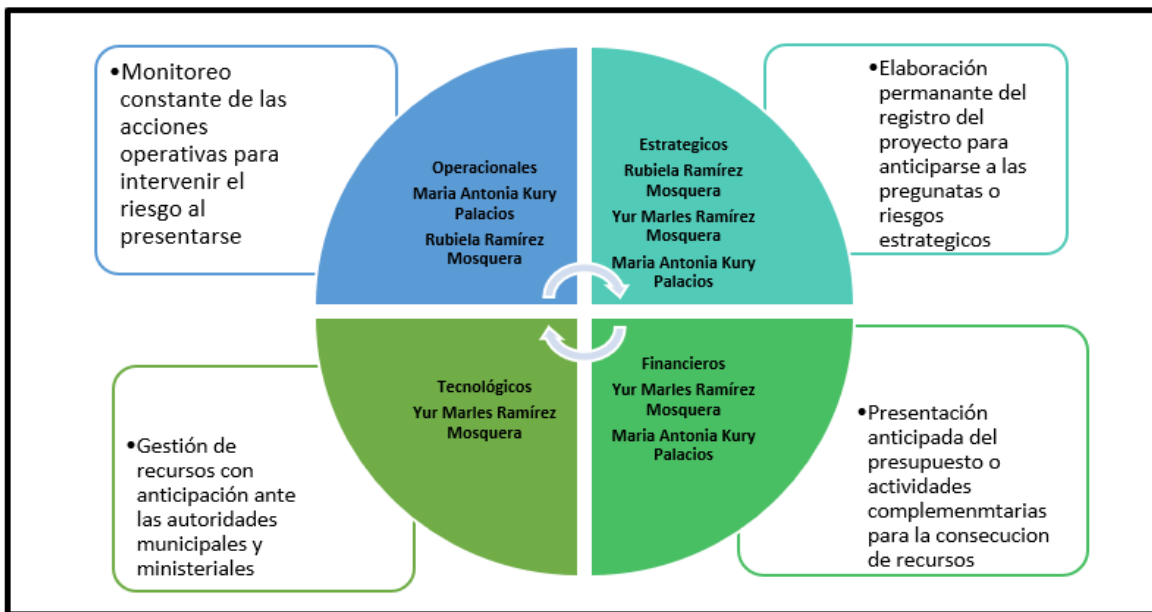 •Monitoreo
constante de las
acciones
operativas para
intervenir el
riesgo al
presentarse
Operacionales
Maria Antonia Kury
Palacios
Rubiela Ramírez
Mosquera
Estrategicos
Rubiela Ramírez
Mosquera
Yur Marles Ramírez
Mosquera
Maria Antonia Kury
Palacios
•Elaboración
permanante del
registro del
proyecto para
anticiparse a las
pregunatas o
riesgos
estrategicos
•Gestión de
recursos con
anticipación ante
las autoridades
municipales y
ministeriales
Tecnológicos
Yur Marles Ramírez
Mosquera
Financieros
Yur Marles Ramírez
Mosquera
Maria Antonia Kury
Palacios
•Presentación
anticipada del
presupuesto o
actividades
complemenmtarias
para la consecucion
de recursos